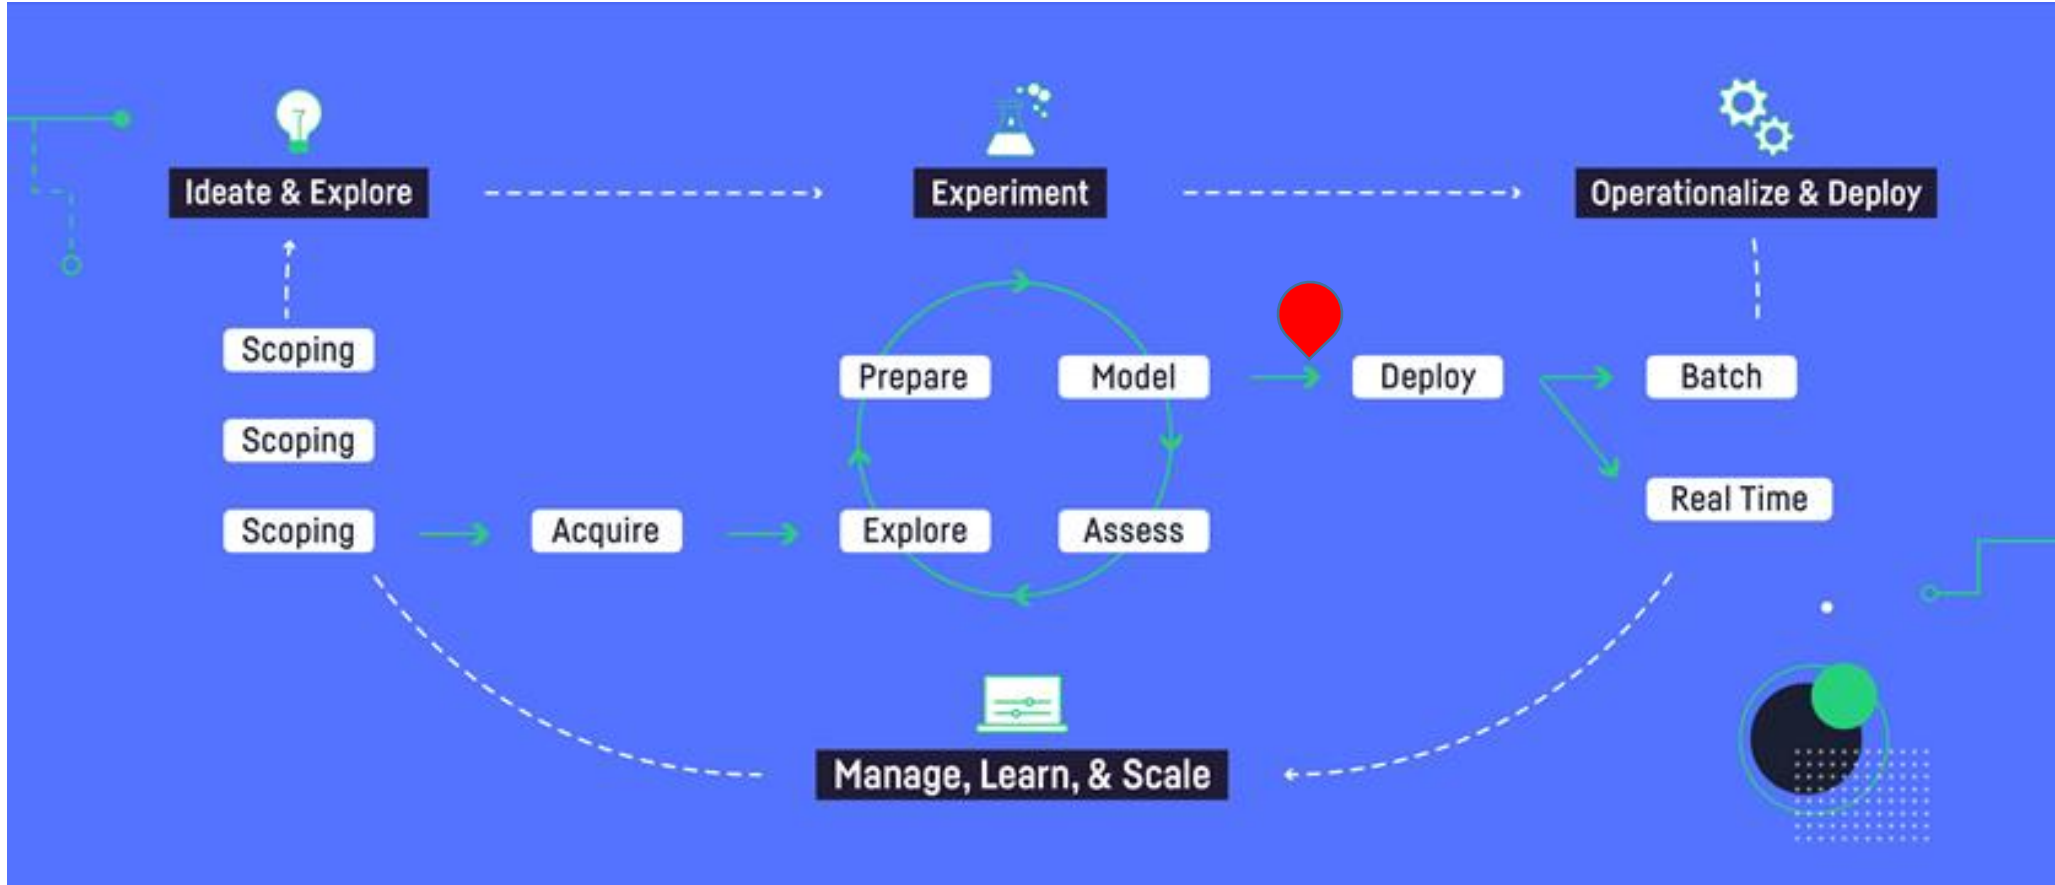 Ideate & Explore
Experiment
Operationalize & Deploy
Scoping
Prepare
Model
Deploy
Batch
Scoping
Real Time
Scoping
Acquire
Explore
Assess
Manage, Learn, & Scale